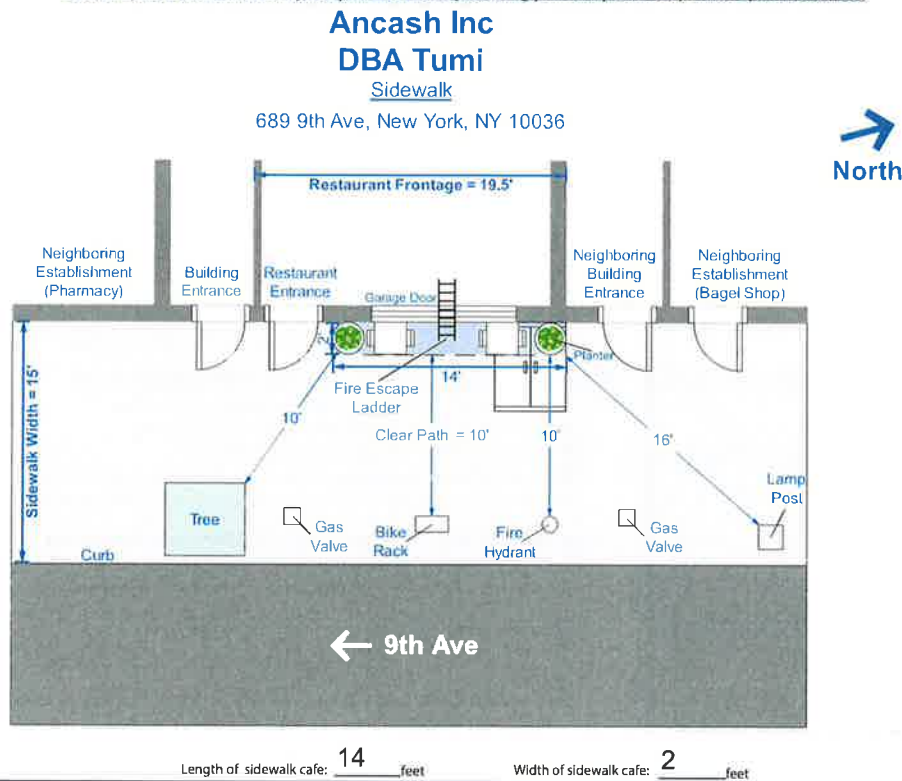 Ancash Inc
DBA Tumi
Sidewalk
689 9th Ave, New York, NY 10036
North
Restaurant Frontage = 19.5'
Neighboring
Establishment
(Pharmacy)
Building
Entrance
Restaurant
Entrance
Garage Door
Neighboring
Building
Entrance
Neighboring
Establishment
(Bagel Shop)
2'
Planter
14'
Fire Escape
Ladder
Sidewalk Width = 15'
10'
Clear Path = 10'
10'
16'
Lamp
Post
Tree
Gas
Valve
Bike
Rack
Fire
Hydrant
Gas
Valve
Curb
← 9th Ave
Length of sidewalk cafe: 14 feet
Width of sidewalk cafe: 2 feet